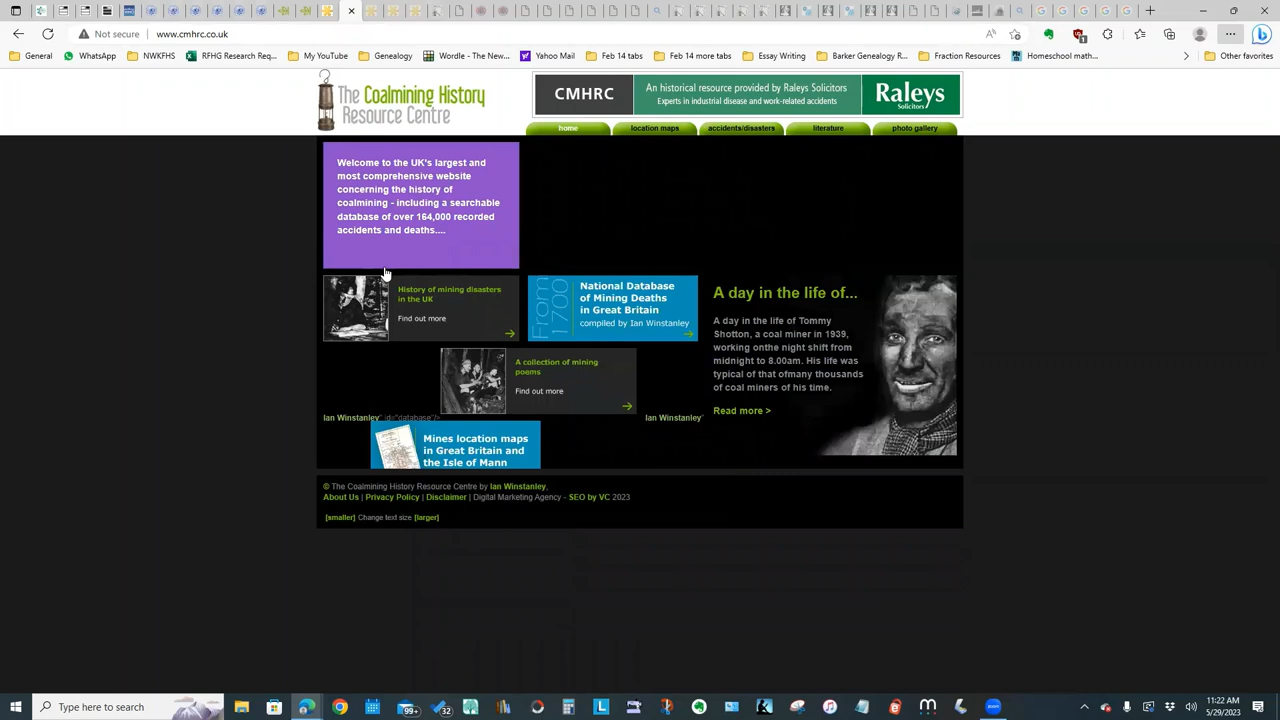 Not secure | www.cmhrc.co.uk
General
WhatsApp
NWKFHS
RFHG Research Req...
My YouTube
Genealogy
Wordle - The New...
Yahoo Mail
Feb 14 tabs
Feb 14 more tabs
Essay Writing
Barker Genealogy R...
Fraction Resources
Homeschool math...
Other favorites
The Coalmining History
Resource Centre
CMHRC
An historical resource provided by Raleys Solicitors
Experts in industrial disease and work-related accidents
Raleys
Solicitors
home
location maps
accidents/disasters
literature
photo gallery
Welcome to the UK's largest and
most comprehensive website
concerning the history of
coalmining - including a searchable
database of over 164,000 recorded
accidents and deaths....
History of mining disasters
in the UK
Find out more
From
1700
National Database
of Mining Deaths
in Great Britain
compiled by Ian Winstanley
A day in the life of...
A day in the life of Tommy
Shotton, a coal miner in 1939,
working onthe night shift from
midnight to 8.00am. His life was
typical of that ofmany thousands
of coal miners of his time.
Read more >
A collection of mining
poems
Find out more
Ian Winstanley" id="database"/>
Ian Winstanley"
Mines location maps
in Great Britain and
the Isle of Mann
© The Coalmining History Resource Centre by Ian Winstanley,
About Us | Privacy Policy | Disclaimer | Digital Marketing Agency - SEO by VC 2023
[smaller] Change text size [larger]
Type here to search
99+
32
11:22 AM
5/29/2023